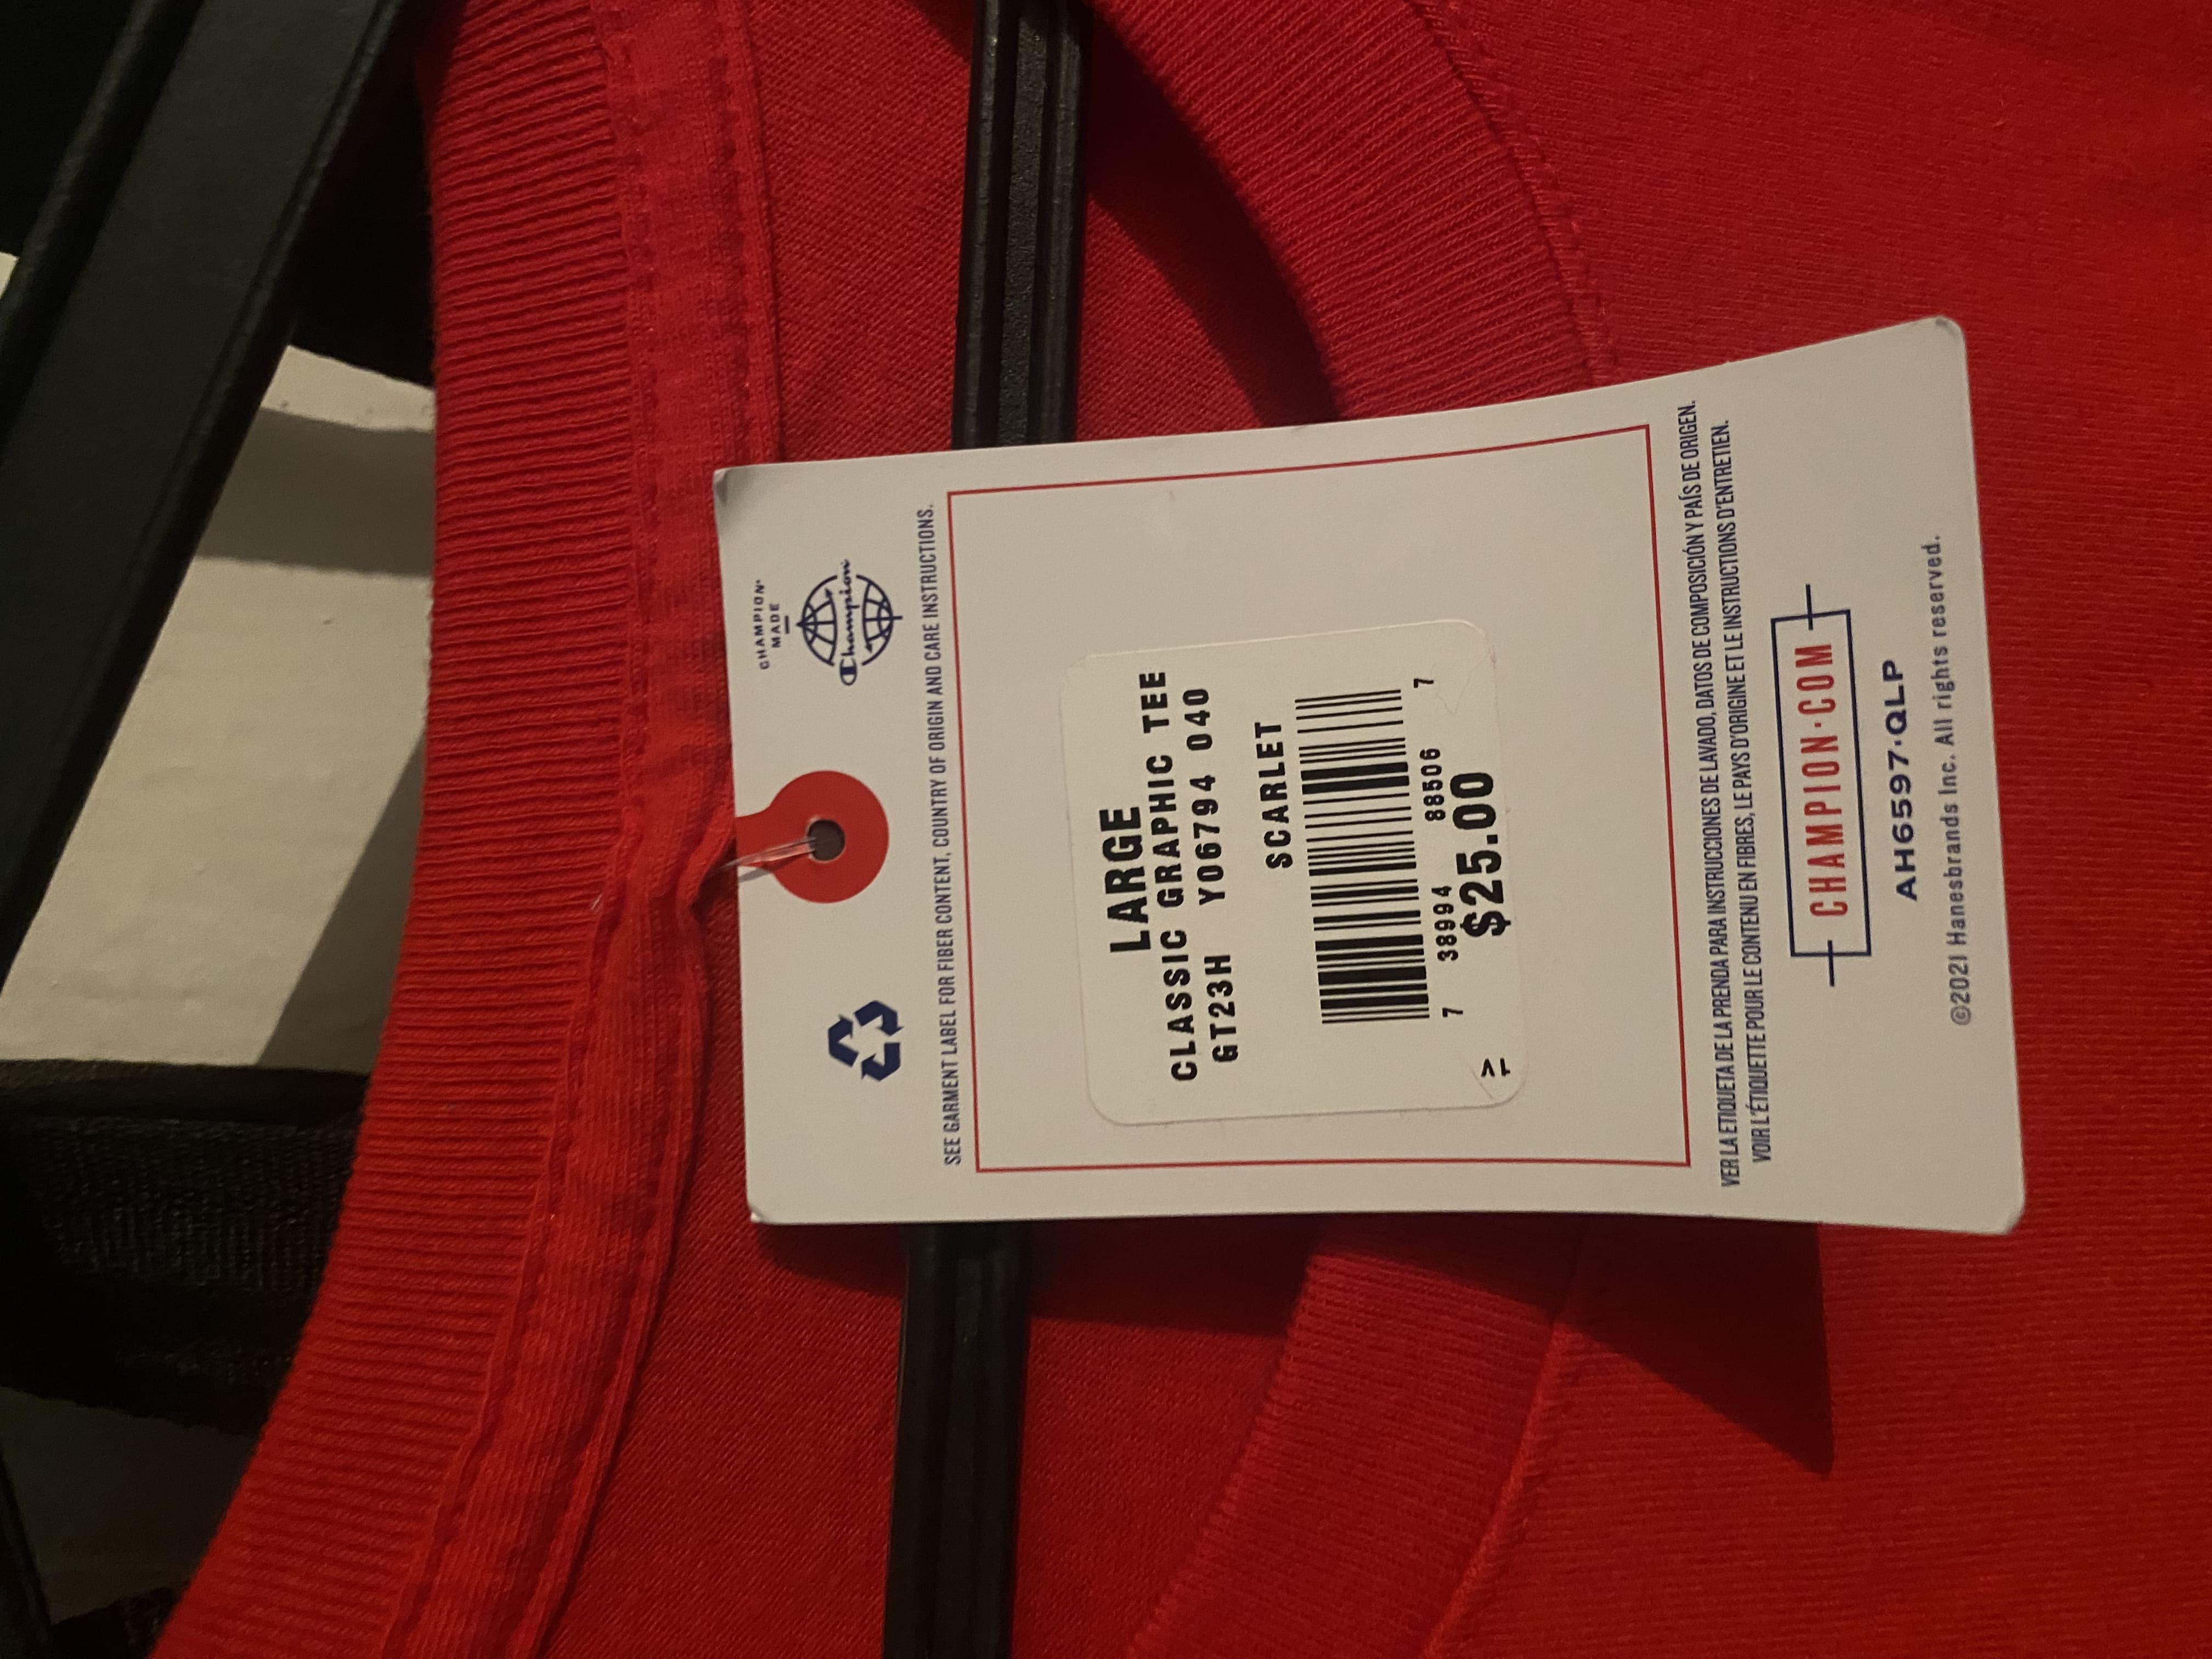 CHAMPION®
MADE
Champion
SEE GARMENT LABEL FOR FIBER CONTENT, COUNTRY OF ORIGIN AND CARE INSTRUCTIONS.
LARGE
CLASSIC GRAPHIC TEE
GT23H Y06794 040
SCARLET
7 38994 88506 7
$25.00
VER LA ETIQUETA DE LA PRENDA PARA INSTRUCCIONES DE LAVADO, DATOS DE COMPOSICIÓN Y PAÍS DE ORIGEN.
VOIR L'ÉTIQUETTE POUR LE CONTENU EN FIBRES, LE PAYS D'ORIGINE ET LE INSTRUCTIONS D'ENTRETIEN.
CHAMPION·COM
AH6597·QLP
©2021 Hanesbrands Inc. All rights reserved.